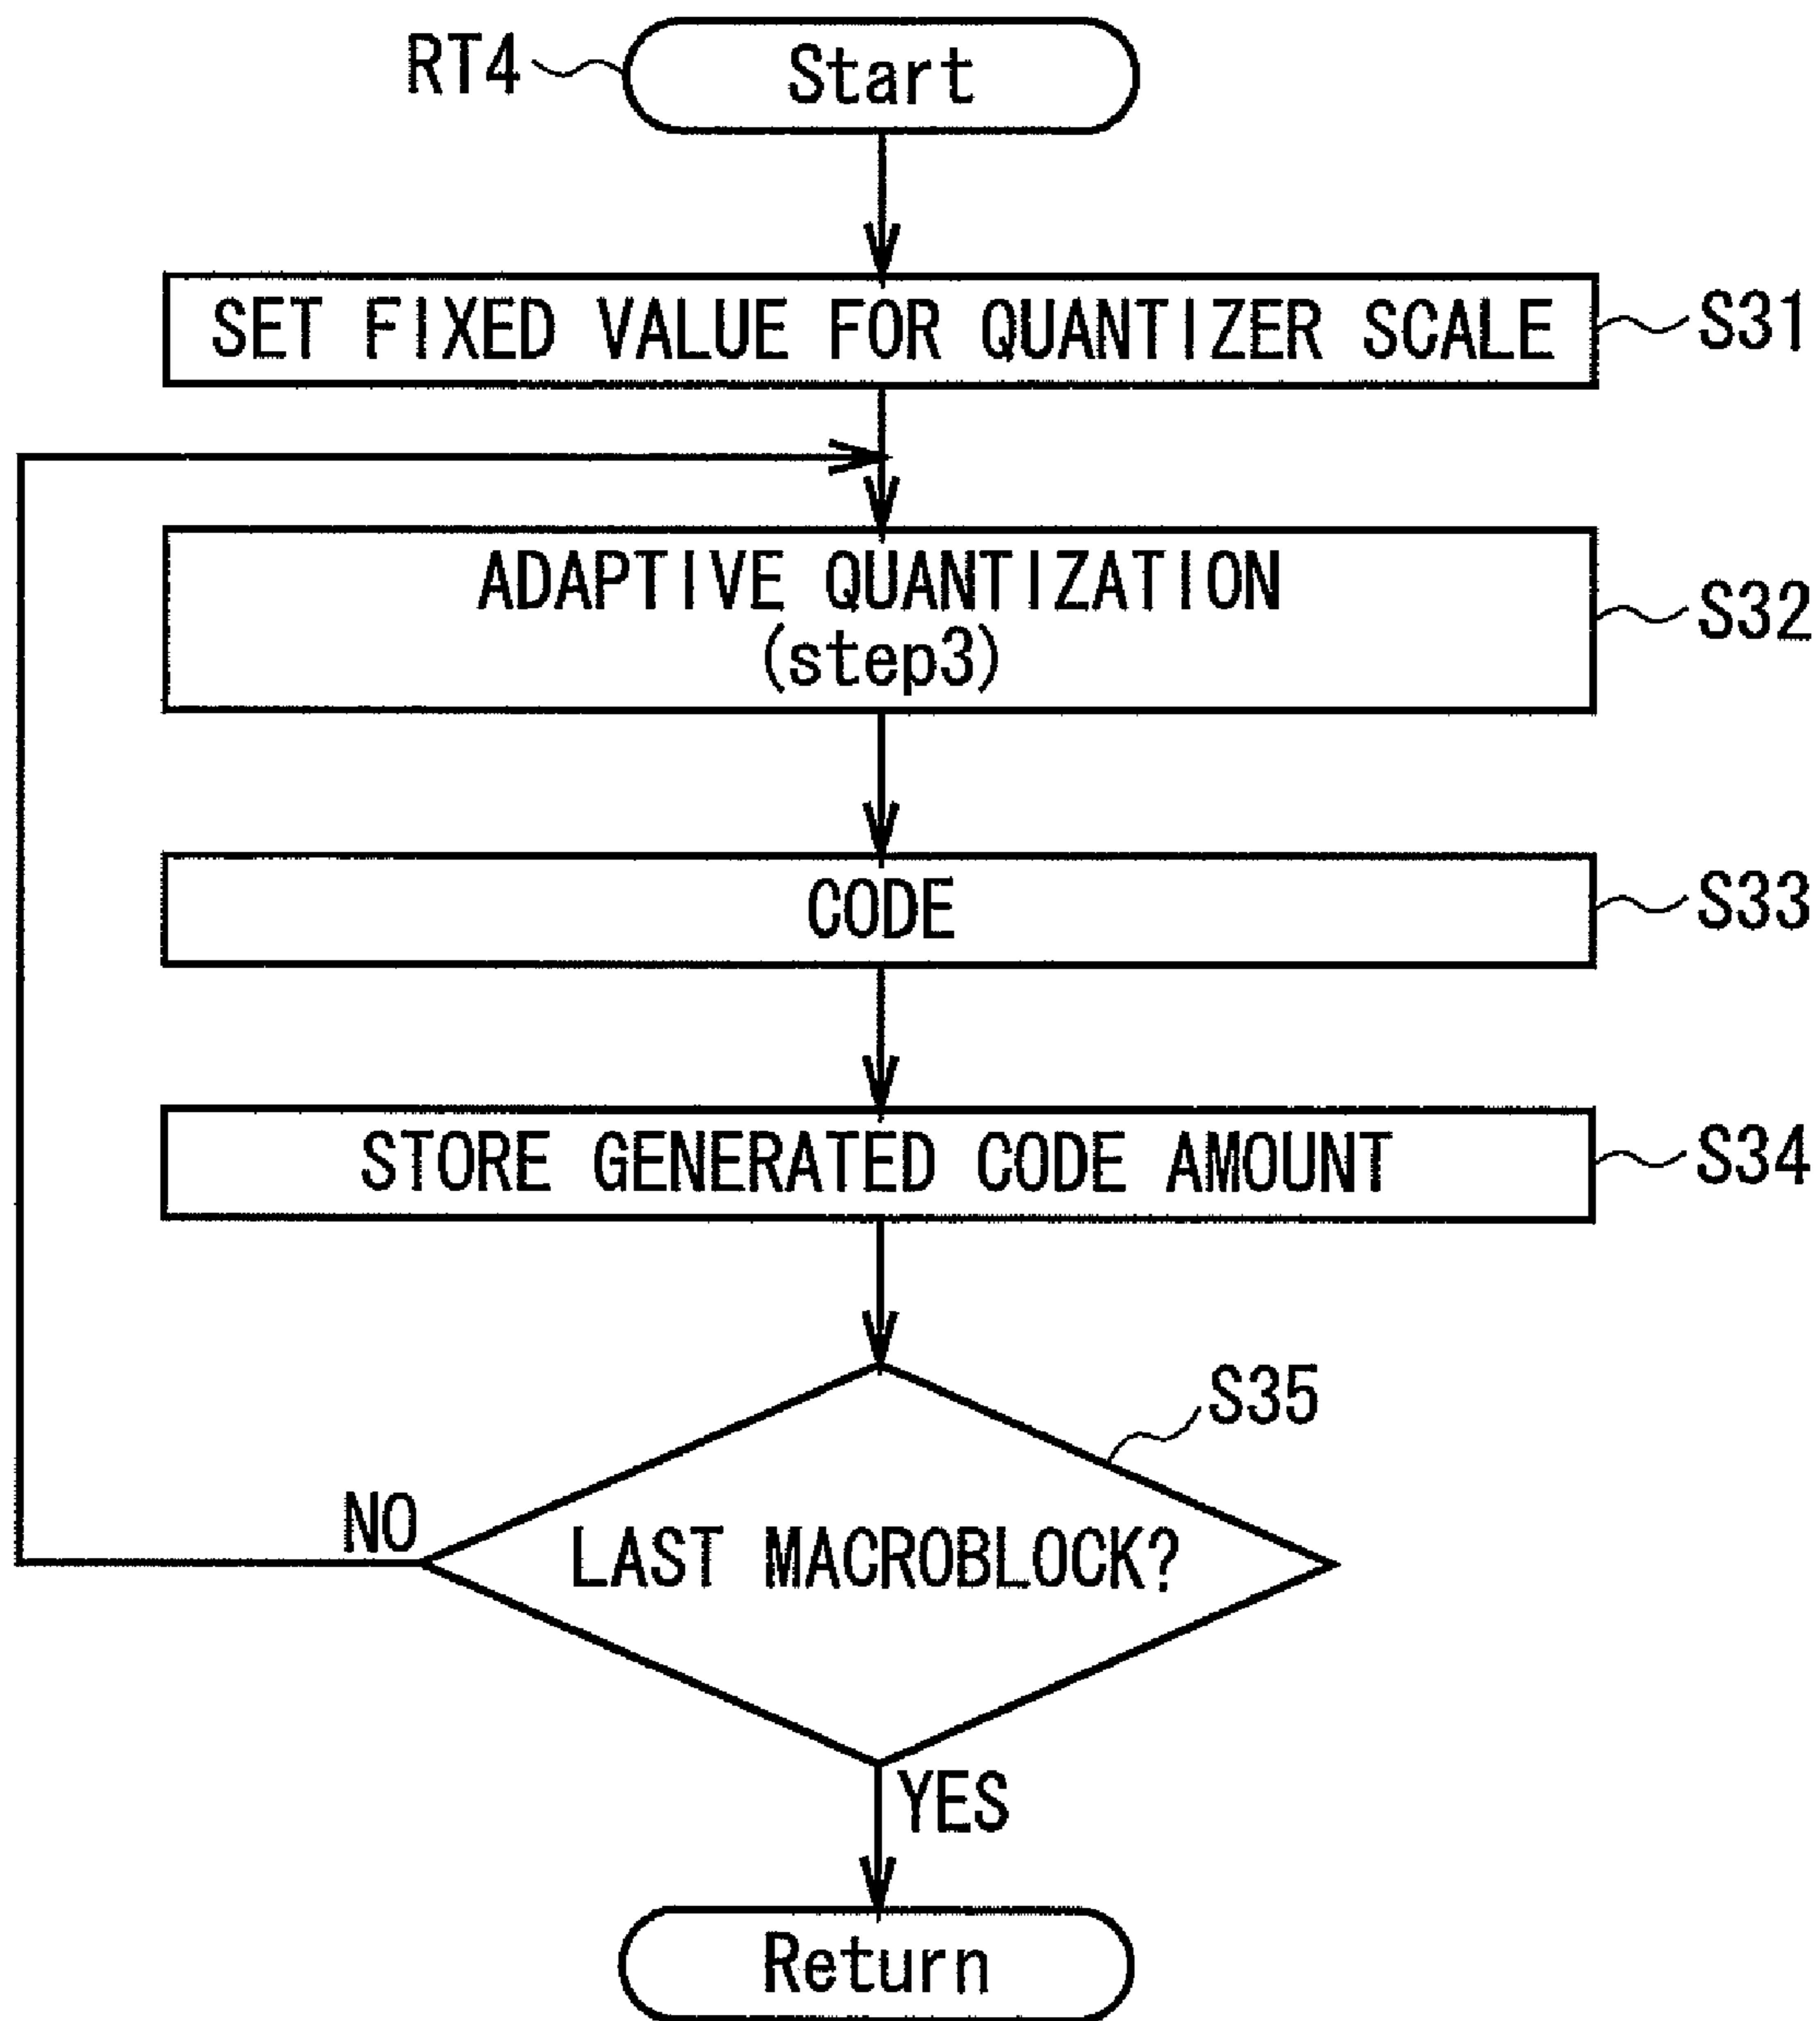 RT4
Start
SET FIXED VALUE FOR QUANTIZER SCALE
S31
ADAPTIVE QUANTIZATION
(step3)
S32
CODE
S33
STORE GENERATED CODE AMOUNT
S34
S35
LAST MACROBLOCK?
NO
YES
Return